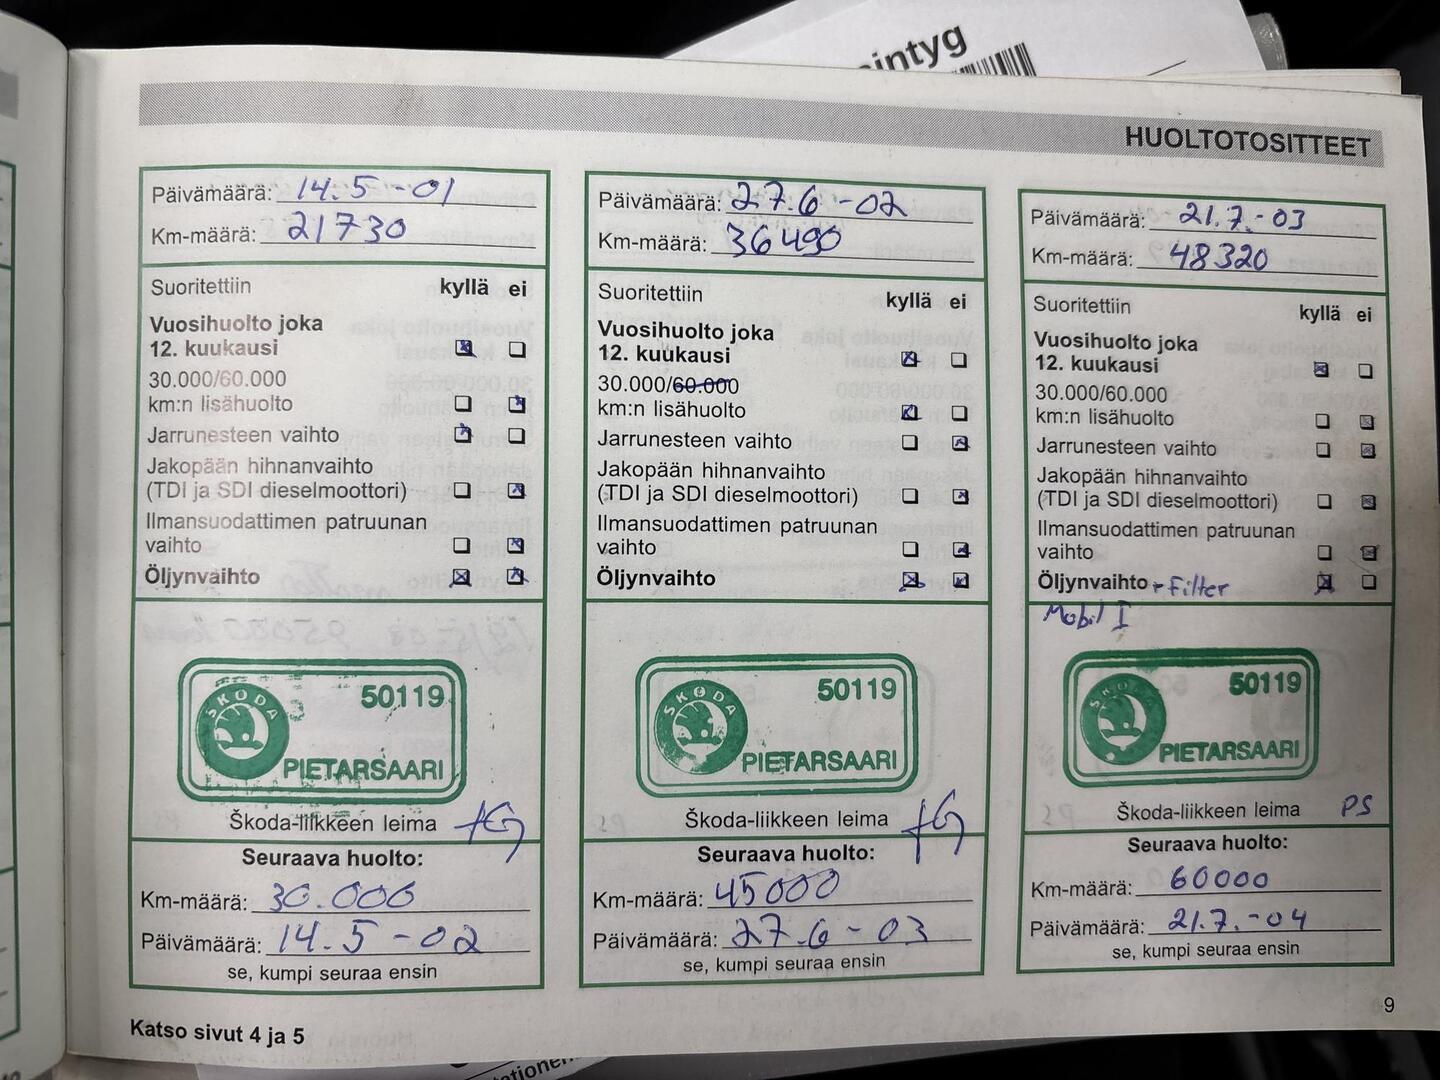 intyg
HUOLTOTOSITTEET
Päivämäärä: 14.5 -01
Km-määrä: 21730
Suoritettiin kyllä ei
Vuosihuolto joka
12. kuukausi
30.000/60.000
km:n lisähuolto
Jarrunesteen vaihto
Jakopään hihnanvaihto
(TDI ja SDI dieselmoottori)
Ilmansuodattimen patruunan
vaihto
Öljynvaihto
50119
ŠKODA
PIETARSAARI
Škoda-liikkeen leima
Seuraava huolto:
Km-määrä: 30.000
Päivämäärä: 14.5 -02
se, kumpi seuraa ensin
Päivämäärä: 27.6 -02
Km-määrä: 36490
Suoritettiin kyllä ei
Vuosihuolto joka
12. kuukausi
30.000/60.000
km:n lisähuolto
Jarrunesteen vaihto
Jakopään hihnanvaihto
(TDI ja SDI dieselmoottori)
Ilmansuodattimen patruunan
vaihto
Öljynvaihto
50119
ŠKODA
PIETARSAARI
Škoda-liikkeen leima
Seuraava huolto:
Km-määrä: 45000
Päivämäärä: 27.6 - 03
se, kumpi seuraa ensin
Päivämäärä: 21.7.-03
Km-määrä: 48320
Suoritettiin kyllä ei
Vuosihuolto joka
12. kuukausi
30.000/60.000
km:n lisähuolto
Jarrunesteen vaihto
Jakopään hihnanvaihto
(TDI ja SDI dieselmoottori)
Ilmansuodattimen patruunan
vaihto
Öljynvaihto + Filter
Mobil 1
50119
ŠKODA
PIETARSAARI
Škoda-liikkeen leima PS
Seuraava huolto:
Km-määrä: 60000
Päivämäärä: 21.7.-04
se, kumpi seuraa ensin
9
Katso sivut 4 ja 5